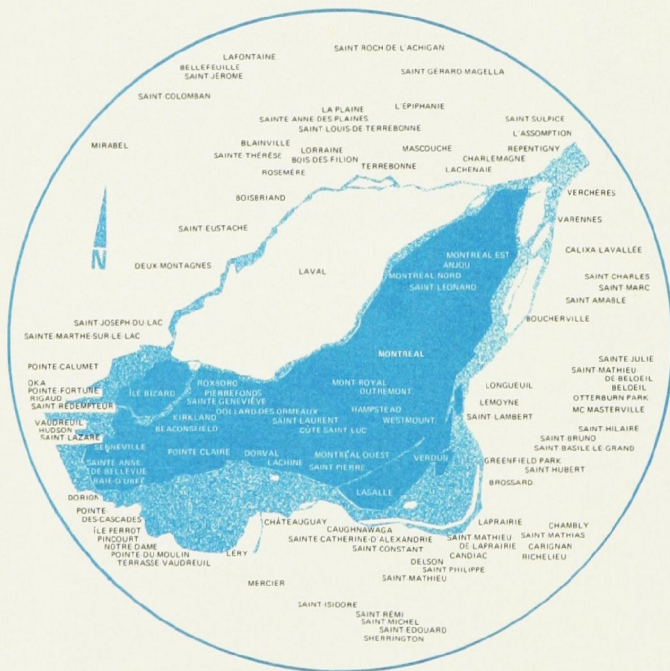 SAINT ROCH DE L'ACHIGAN
LAFONTAINE
BELLEFEUILLE
SAINT JÉROME
SAINT GÉRARD MAGELLA
SAINT COLOMBAN
L'ÉPIPHANIE
LA PLAINE
SAINTE ANNE DES PLAINES
SAINT LOUIS DE TERREBONNE
SAINT SULPICE
L'ASSOMPTION
MIRABEL
BLAINVILLE
SAINTE THÉRÈSE
LORRAINE
BOIS DES FILION
MASCOUCHE
REPENTIGNY
CHARLEMAGNE
ROSEMÈRE
TERREBONNE
LACHENAIE
BOISBRIAND
VERCHÈRES
SAINT EUSTACHE
VARENNES
N
DEUX-MONTAGNES
LAVAL
MONTRÉAL EST
ANJOU
MONTRÉAL NORD
SAINT LÉONARD
CALIXA-LAVALLÉE
SAINT CHARLES
SAINT MARC
SAINT AMABLE
BOUCHERVILLE
SAINT JOSEPH DU LAC
SAINTE MARTHE-SUR-LE LAC
MONTRÉAL
POINTE-CALUMET
SAINTE JULIE
SAINT-MATHIEU
DE BELOEIL
BELOEIL
OKA
POINTE-FORTUNE
RIGAUD
SAINT RÉDEMPTEUR
ÎLE BIZARD
ROXBORO
PIERREFONDS
SAINTE GENEVIÈVE
MONT-ROYAL
OUTREMONT
LONGUEUIL
OTTERBURN PARK
MC MASTERVILLE
LEMOYNE
SAINT LAMBERT
DOLLARD-DES-ORMEAUX
HAMPSTEAD
KIRKLAND
SAINT LAURENT
WESTMOUNT
BEACONSFIELD
CÔTE SAINT LUC
VAUDREUIL
HUDSON
SAINT LAZARE
SAINT HILAIRE
SAINT BRUNO
SAINT BASILE LE GRAND
SENNEVILLE
POINTE CLAIRE
DORVAL
MONTRÉAL OUEST
VERDUN
LACHINE
SAINT PIERRE
GREENFIELD PARK
SAINT HUBERT
SAINTE ANNE
DE BELLEVUE
BAIE-D'URFÉ
BROSSARD
LASALLE
DORION
POINTE-
DES-CASCADES
ÎLE PERROT
PINCOURT
NOTRE DAME
POINTE DU MOULIN
TERRASSE VAUDREUIL
LÉRY
CHÂTEAUGUAY
CAUGHNAWAGA
SAINTE CATHERINE-D'ALEXANDRIE
SAINT CONSTANT
LAPRAIRIE
SAINT MATHIEU
DE LAPRAIRIE
CANDIAC
CHAMBLY
SAINT MATHIAS
CARIGNAN
RICHELIEU
DELSON
SAINT PHILIPPE
SAINT-MATHIEU
MERCIER
SAINT ISIDORE
SAINT RÉMI
SAINT-MICHEL
SAINT ÉDOUARD
SHERRINGTON